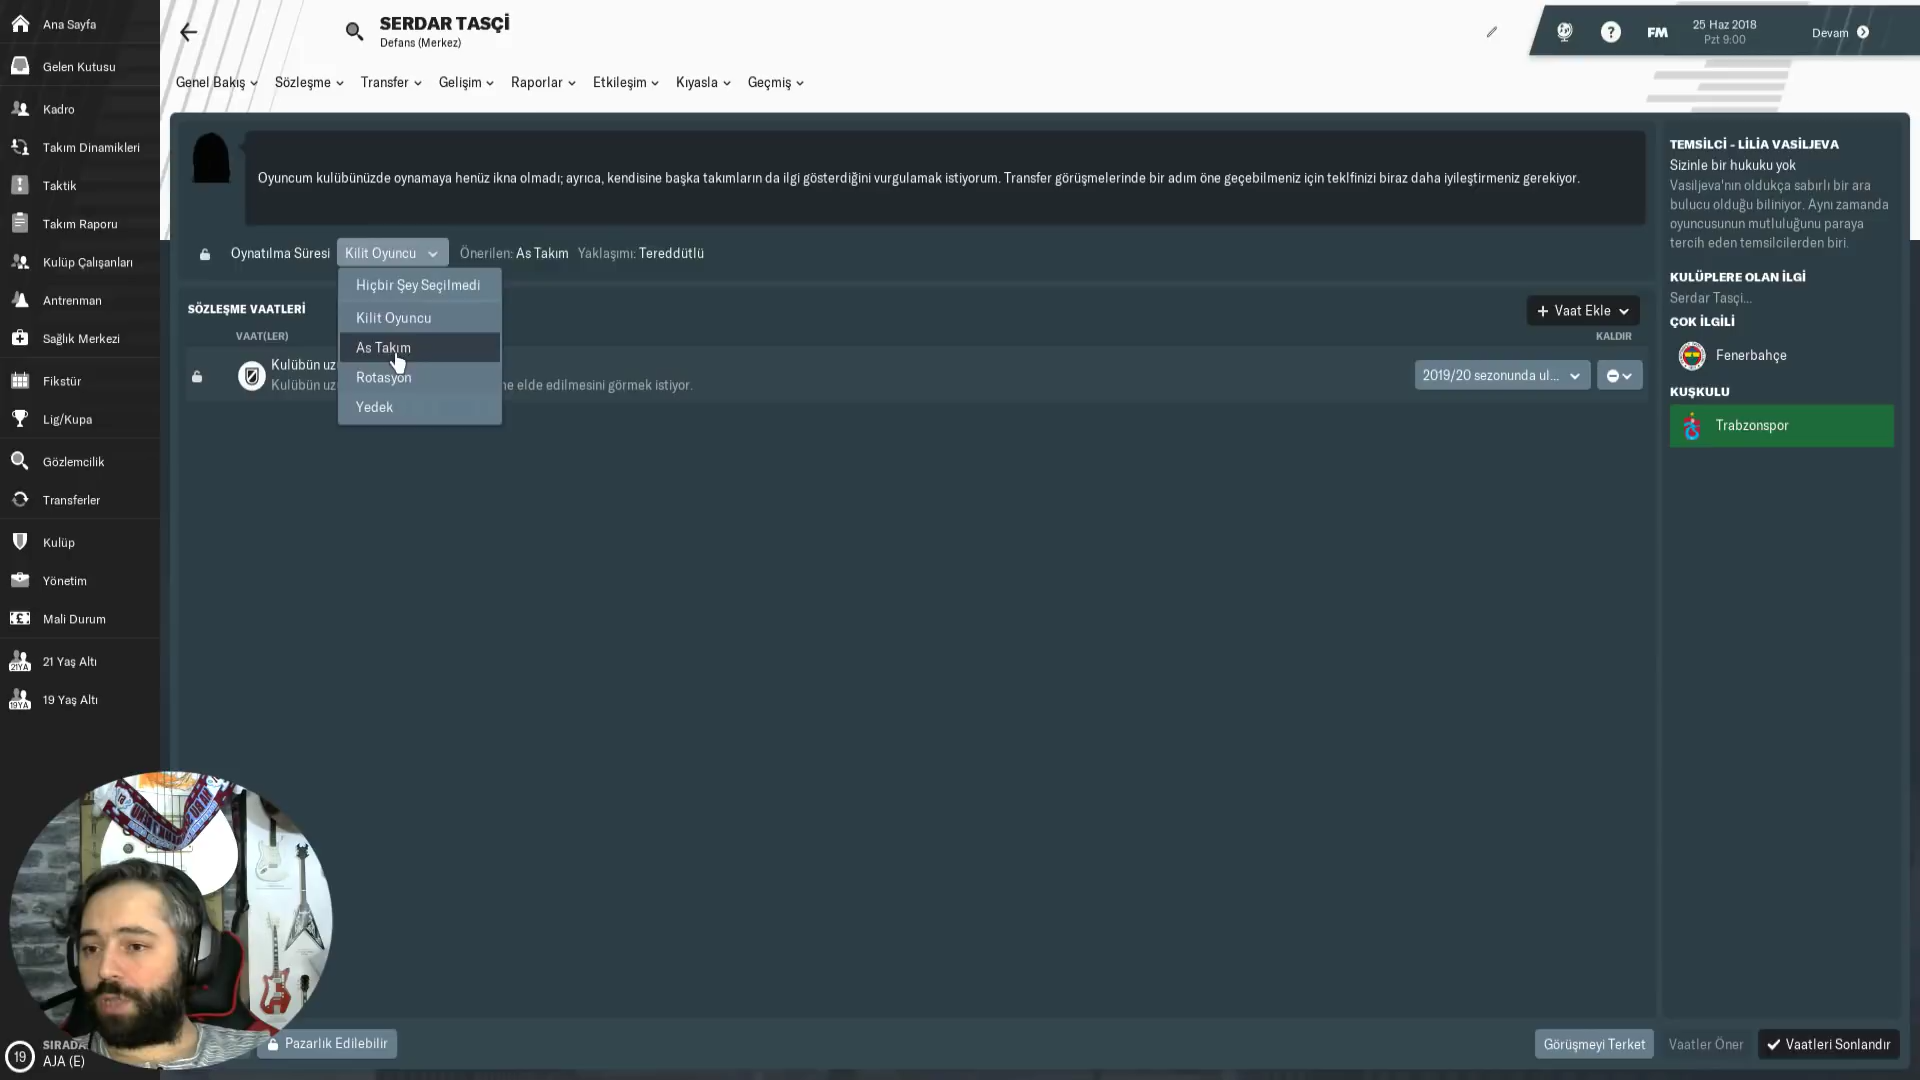 Ana Sayfa
Gelen Kutusu
Kadro
Takım Dinamikleri
Taktik
Takım Raporu
Kulüp Çalışanları
Antrenman
Sağlık Merkezi
Fikstür
Lig/Kupa
Gözlemcilik
Transferler
Kulüp
Yönetim
Mali Durum
21YA
21 Yaş Altı
19YA
19 Yaş Altı
19
AJA (E)
SERDAR TASÇİ
Defans (Merkez)
FM
25 Haz 2018
Pzt 9:00
Devam
Genel Bakış
Sözleşme
Transfer
Gelişim
Raporlar
Etkileşim
Kıyasla
Geçmiş
Oyuncum kulübünüzde oynamaya henüz ikna olmadı; ayrıca, kendisine başka takımların da ilgi gösterdiğini vurgulamak istiyorum. Transfer görüşmelerinde bir adım öne geçebilmeniz için teklfinizi biraz daha iyileştirmeniz gerekiyor.
Oynatılma Süresi Kilit Oyuncu Önerilen: As Takım Yaklaşımı: Tereddütlü
Hiçbir Şey Seçilmedi
Kilit Oyuncu
As Takım
Rotasyon
Yedek
SÖZLEŞME VAATLERİ
+ Vaat Ekle
VAAT(LER)
KALDIR
Kulübün uz
Kulübün uz
ne elde edilmesini görmek istiyor.
2019/20 sezonunda ul...
TEMSİLCİ - LİLİA VASİLJEVA
Sizinle bir hukuku yok
Vasiljeva'nın oldukça sabırlı bir ara
bulucu olduğu biliniyor. Aynı zamanda
oyuncusunun mutluluğunu paraya
tercih eden temsilcilerden biri.
KULÜPLERE OLAN İLGİ
Serdar Tasçi...
ÇOK İLGİLİ
Fenerbahçe
KUŞKULU
Trabzonspor
Pazarlık Edilebilir
Görüşmeyi Terket
Vaatler Öner
Vaatleri Sonlandır